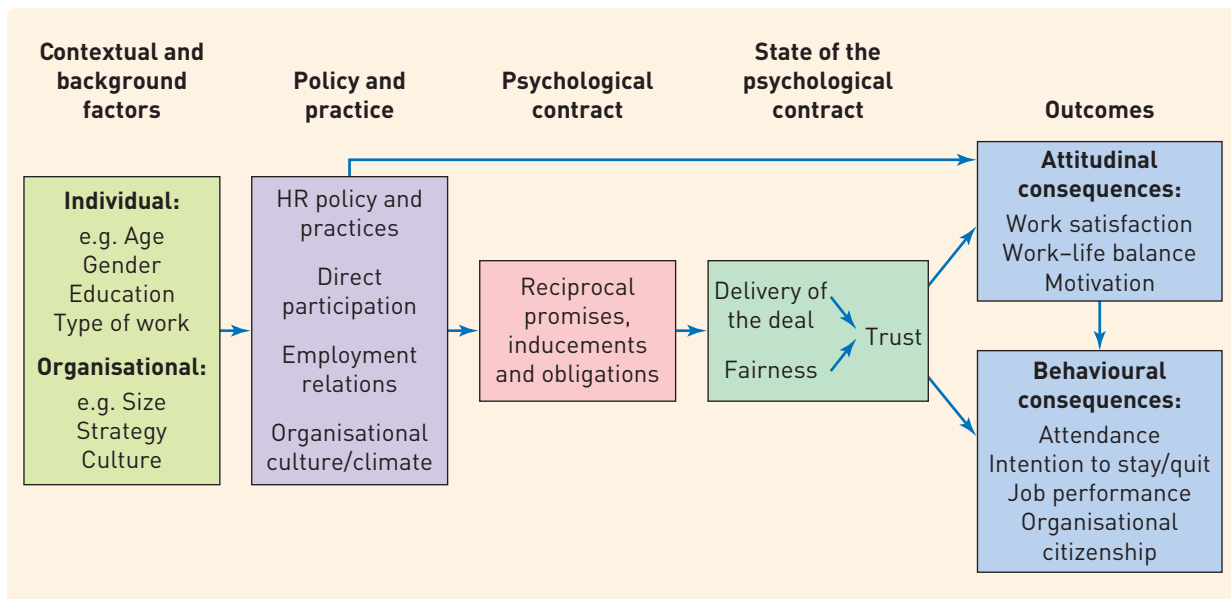 Contextual and
background
factors
Policy and
practice
Psychological
contract
State of the
psychological
contract
Outcomes
Individual:
e.g. Age
Gender
Education
Type of work
Organisational:
e.g. Size
Strategy
Culture
HR policy and
practices
Direct
participation
Employment
relations
Organisational
culture/climate
Reciprocal
promises,
inducements
and obligations
Delivery of
the deal
Fairness
Trust
Attitudinal
consequences:
Work satisfaction
Work–life balance
Motivation
Behavioural
consequences:
Attendance
Intention to stay/quit
Job performance
Organisational
citizenship